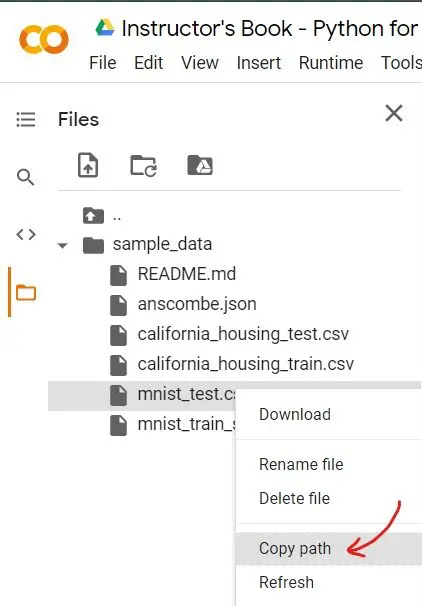 Instructor's Book - Python for
File Edit View Insert Runtime Tools
Files
..
sample_data
README.md
anscombe.json
california_housing_test.csv
california_housing_train.csv
mnist_test.cs
mnist_train_s
Download
Rename file
Delete file
Copy path
Refresh